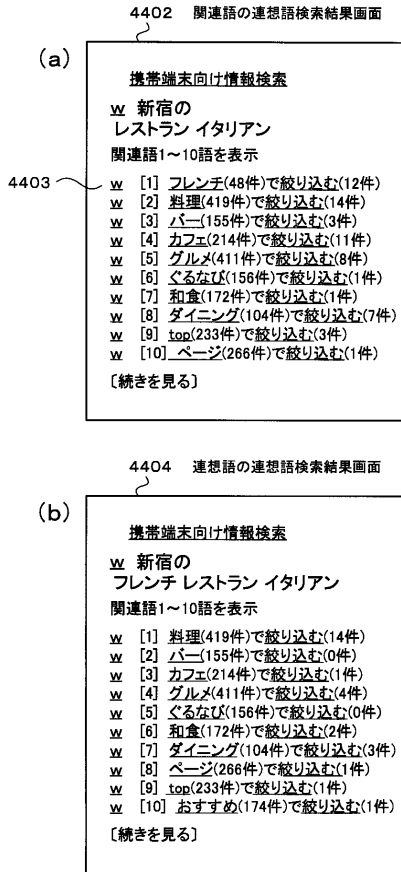 4402 関連語の連想語検索結果画面
(a)
携帯端末向け情報検索
w 新宿の
レストラン イタリアン
関連語1～10語を表示
4403
w [1] フレンチ(48件)で絞り込む(12件)
w [2] 料理(419件)で絞り込む(14件)
w [3] バー(155件)で絞り込む(3件)
w [4] カフェ(214件)で絞り込む(11件)
w [5] グルメ(411件)で絞り込む(8件)
w [6] ぐるなび(156件)で絞り込む(1件)
w [7] 和食(172件)で絞り込む(1件)
w [8] ダイニング(104件)で絞り込む(7件)
w [9] top(233件)で絞り込む(3件)
w [10] ページ(266件)で絞り込む(1件)
〔続きを見る〕
4404 連想語の連想語検索結果画面
(b)
携帯端末向け情報検索
w 新宿の
フレンチ レストラン イタリアン
関連語1～10語を表示
w [1] 料理(419件)で絞り込む(14件)
w [2] バー(155件)で絞り込む(0件)
w [3] カフェ(214件)で絞り込む(1件)
w [4] グルメ(411件)で絞り込む(4件)
w [5] ぐるなび(156件)で絞り込む(0件)
w [6] 和食(172件)で絞り込む(2件)
w [7] ダイニング(104件)で絞り込む(3件)
w [8] ページ(266件)で絞り込む(1件)
w [9] top(233件)で絞り込む(1件)
w [10] おすすめ(174件)で絞り込む(1件)
〔続きを見る〕